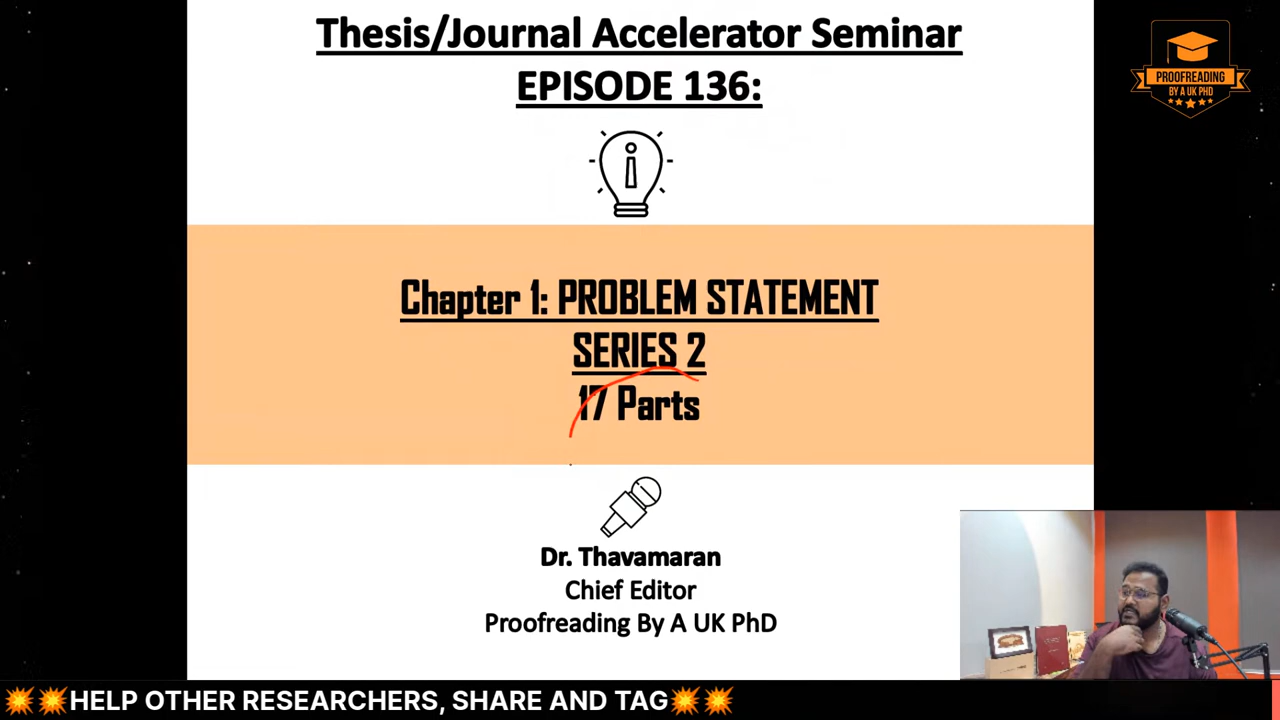 Thesis/Journal Accelerator Seminar
EPISODE 136:
PROOFREADING
BY A UK PHD
Chapter 1: PROBLEM STATEMENT
SERIES 2
17 Parts
Dr. Thavamaran
Chief Editor
Proofreading By A UK PhD
💥💥HELP OTHER RESEARCHERS, SHARE AND TAG💥💥